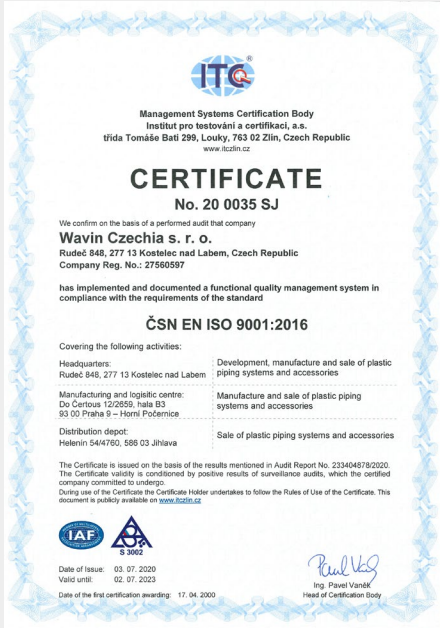 ITC®
Management Systems Certification Body
Institut pro testování a certifikaci, a.s.
třída Tomáše Bati 299, Louky, 763 02 Zlín, Czech Republic
www.itczlin.cz
CERTIFICATE
No. 20 0035 SJ
We confirm on the basis of a performed audit that company
Wavin Czechia s. r. o.
Rudeč 848, 277 13 Kostelec nad Labem, Czech Republic
Company Reg. No.: 27560597
has implemented and documented a functional quality management system in
compliance with the requirements of the standard
ČSN EN ISO 9001:2016
Covering the following activities:
Headquarters:
Rudeč 848, 277 13 Kostelec nad Labem
Development, manufacture and sale of plastic
piping systems and accessories
Manufacturing and logisitic centre:
Do Čertous 12/2659, hala B3
93 00 Praha 9 – Horní Počernice
Manufacture and sale of plastic piping
systems and accessories
Distribution depot:
Helenín 54/4760, 586 03 Jihlava
Sale of plastic piping systems and accessories
The Certificate is issued on the basis of the results mentioned in Audit Report No. 233404878/2020.
The Certificate validity is conditioned by positive results of surveillance audits, which the certified
company committed to undergo.
During use of the Certificate the Certificate Holder undertakes to follow the Rules of Use of the Certificate. This
document is publicly available on www.itczlin.cz
IAF
S 3002
Date of Issue: 03. 07. 2020
Valid until: 02. 07. 2023
Date of the first certification awarding: 17. 04. 2000
Ing. Pavel Vaněk
Head of Certification Body